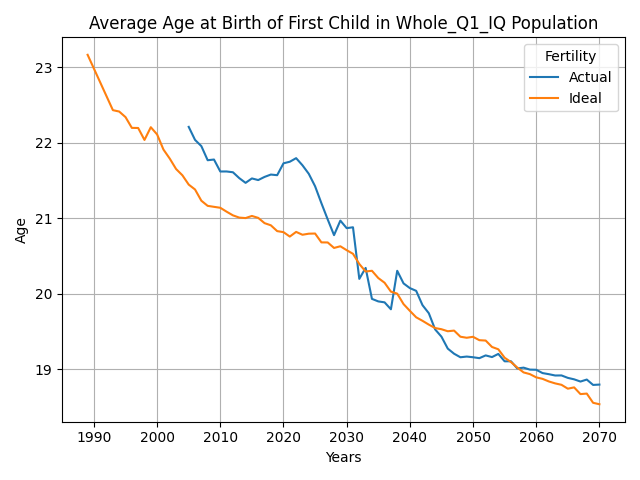 Average Age at Birth of First Child in Whole_Q1_IQ Population
Fertility
Actual
Ideal
Age
23
22
21
20
19
1990 2000 2010 2020 2030 2040 2050 2060 2070
Years